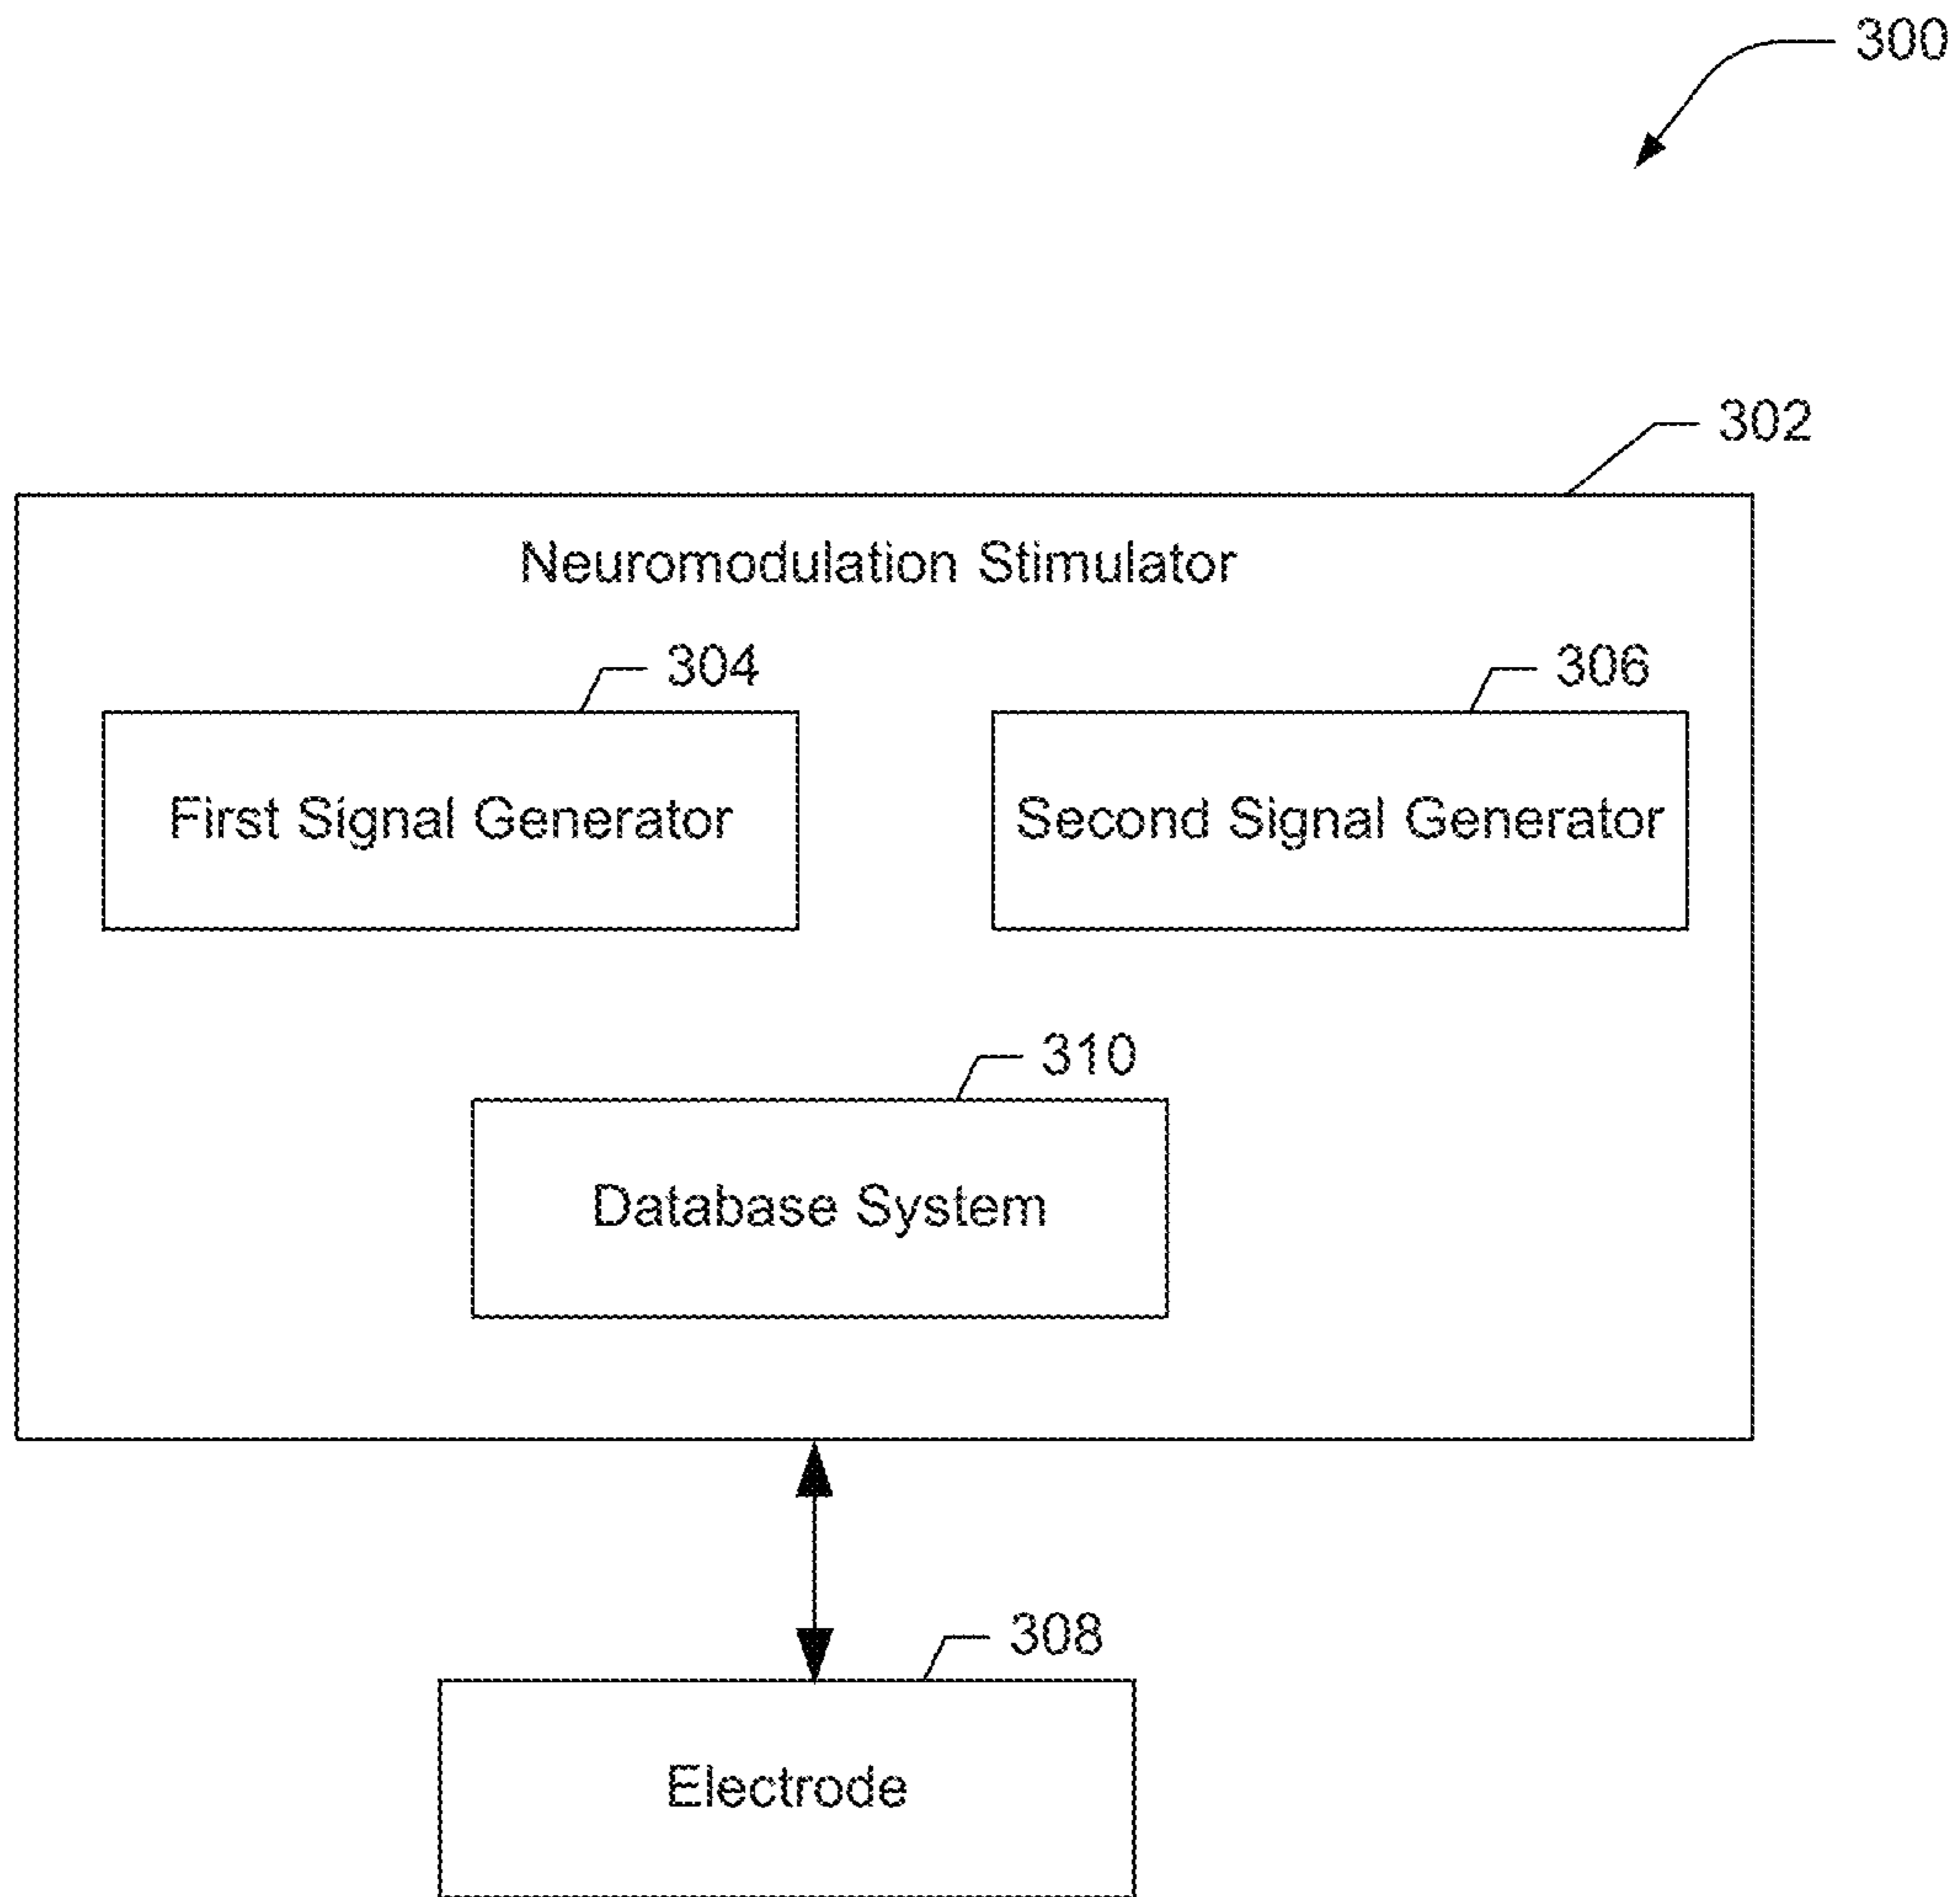 300
302
Neuromodulation Stimulator
304
306
First Signal Generator
Second Signal Generator
310
Database System
308
Electrode